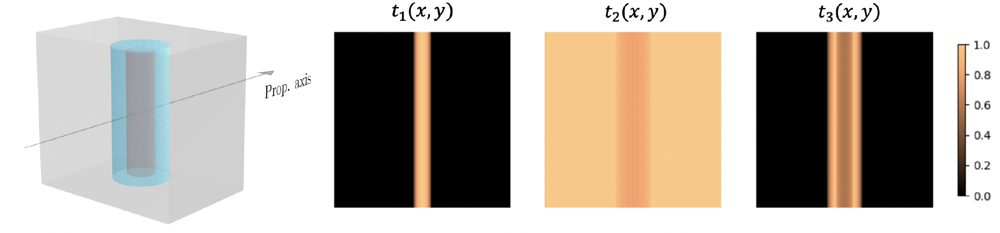 Prop. axis
t₁(x, y)
t₂(x, y)
t₃(x, y)
1.0
0.8
0.6
0.4
0.2
0.0